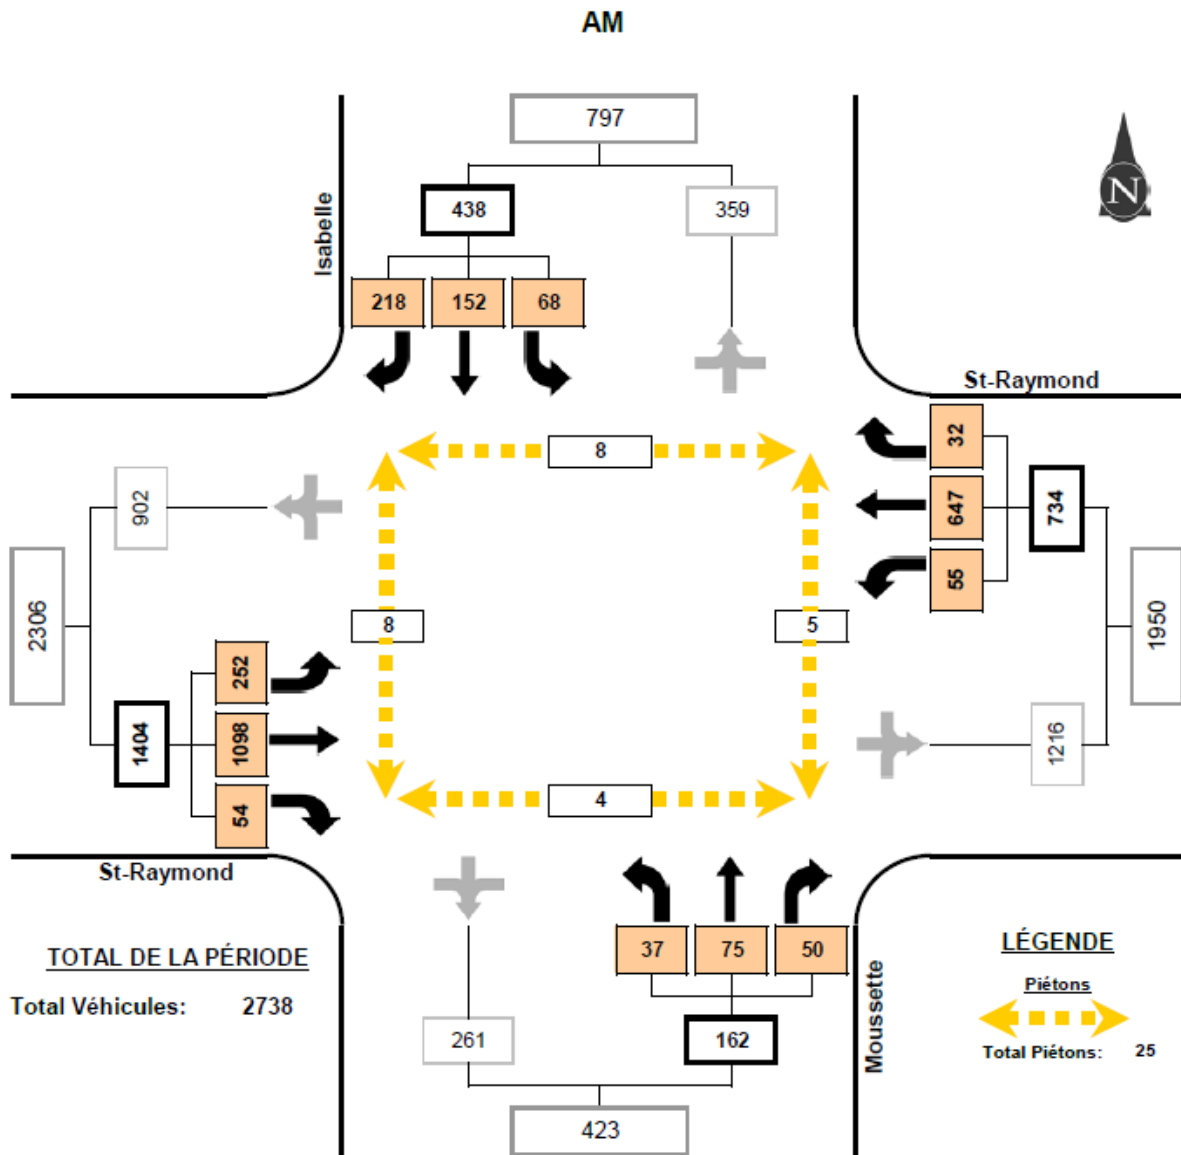 AM
797
Isabelle
438
359
N
218 152 68
St-Raymond
32
8
902
647
734
55
2306
8
5
1950
252
1404
1098
1216
4
54
St-Raymond
37 75 50
TOTAL DE LA PÉRIODE
LÉGENDE
Piétons
Total Véhicules: 2738
261
162
Moussette
Total Piétons: 25
423